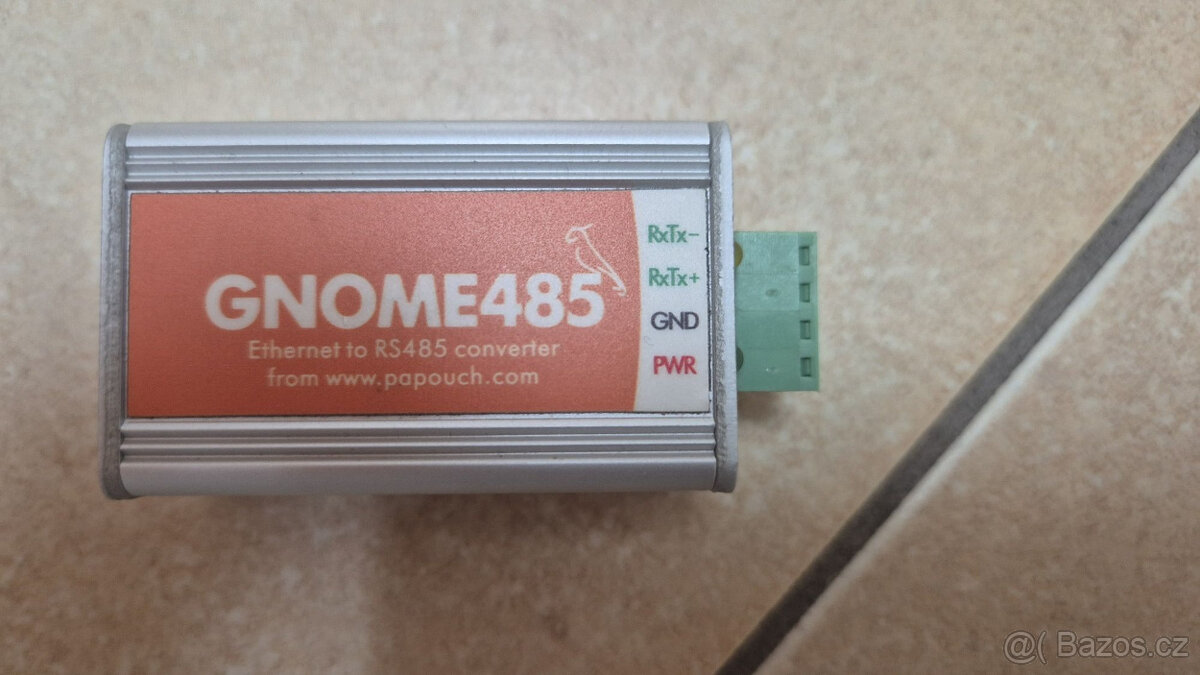 GNOME485
Ethernet to RS485 converter
from www.papouch.com
RxTx-
RxTx+
GND
PWR
@( Bazos.cz